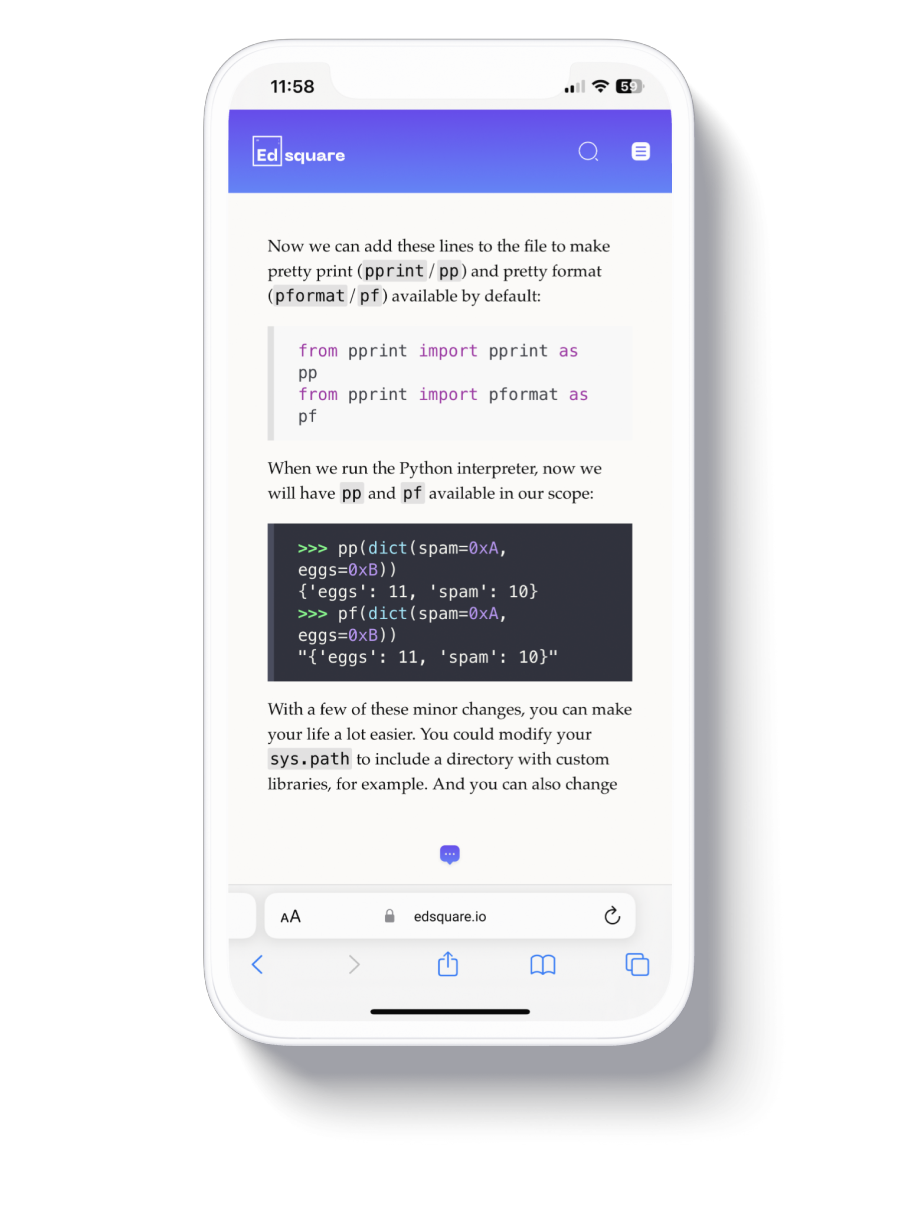 11:58
59
Ed square
Now we can add these lines to the file to make
pretty print (pprint/pp) and pretty format
(pformat/pf) available by default:
from pprint import pprint as
pp
from pprint import pformat as
pf
When we run the Python interpreter, now we
will have pp and pf available in our scope:
>>> pp(dict(spam=0xA,
eggs=0xB))
{'eggs': 11, 'spam': 10}
>>> pf(dict(spam=0xA,
eggs=0xB))
"{'eggs': 11, 'spam': 10}"
With a few of these minor changes, you can make
your life a lot easier. You could modify your
sys.path to include a directory with custom
libraries, for example. And you can also change
AA edsquare.io